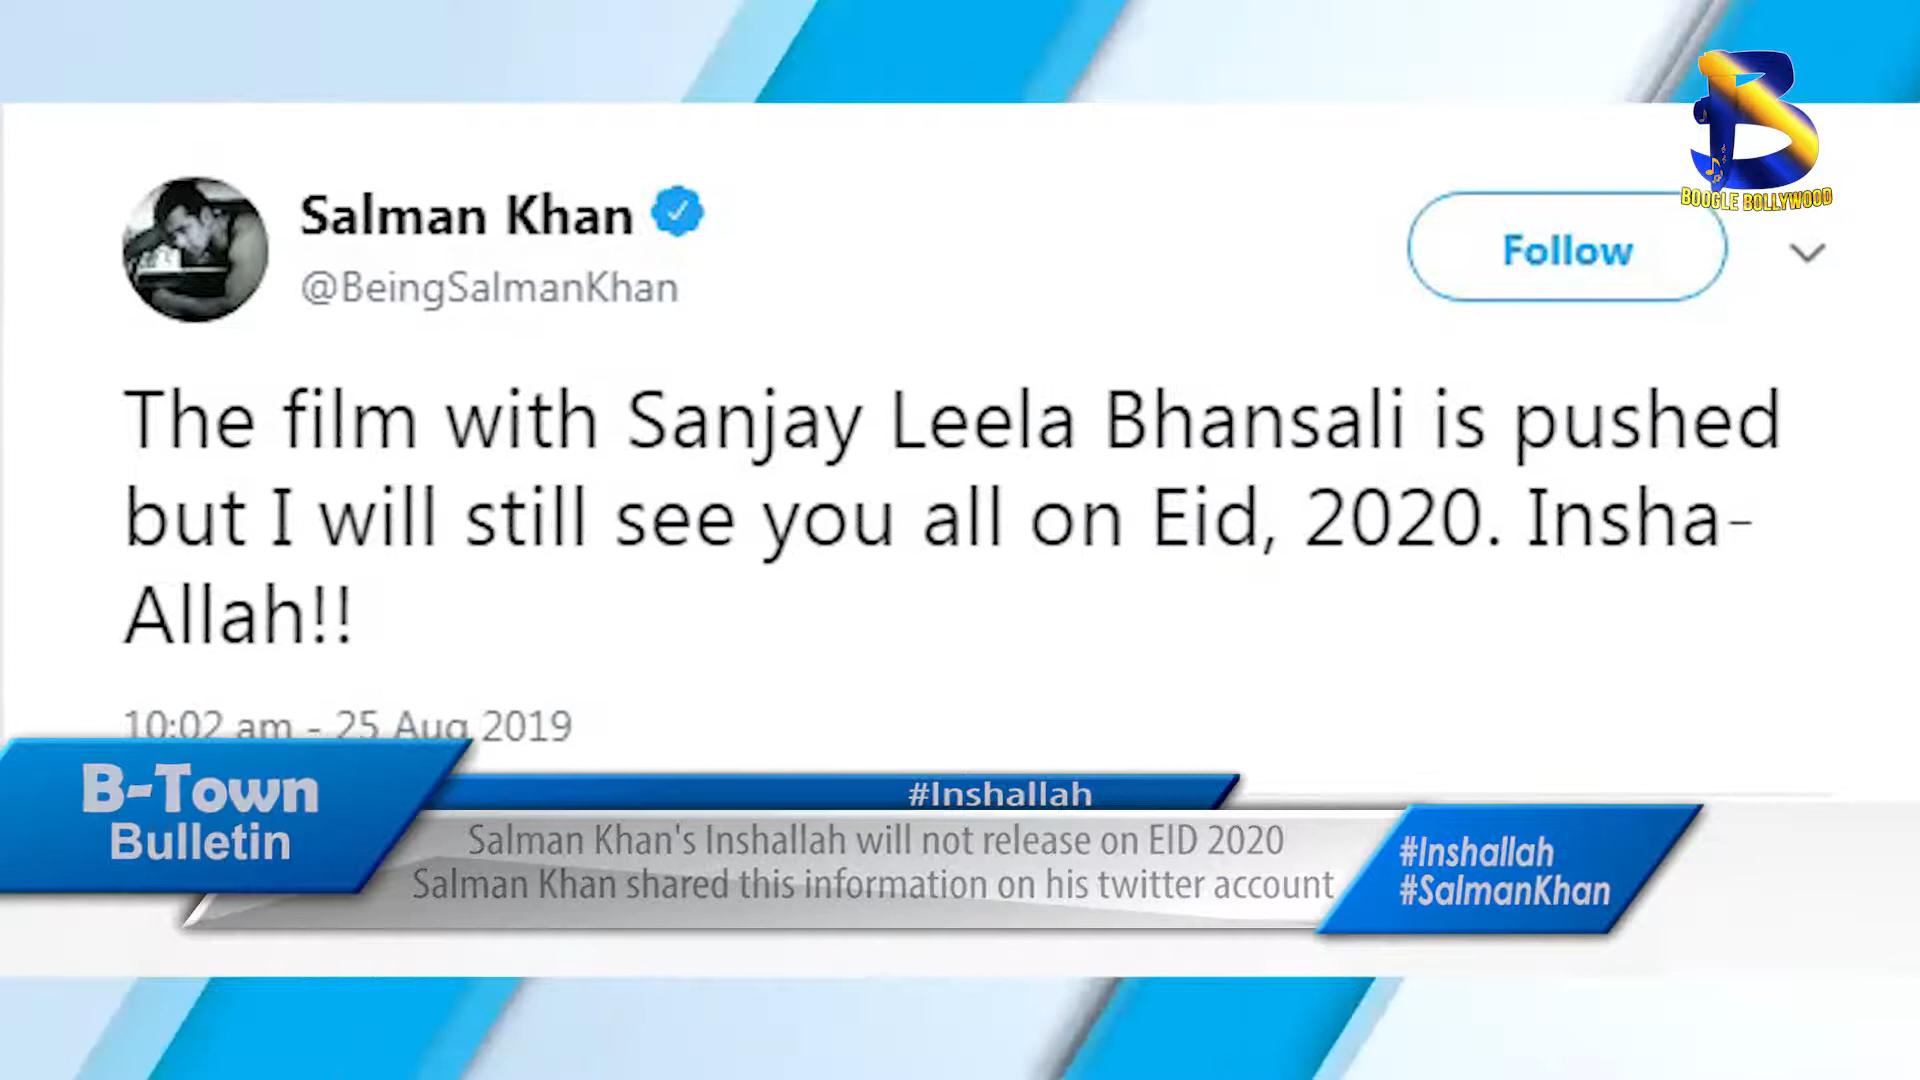 B
BOOGLE BOLLYWOOD
Salman Khan
@BeingSalmanKhan
Follow
The film with Sanjay Leela Bhansali is pushed
but I will still see you all on Eid, 2020. Insha-
Allah!!
10:02 am - 25 Aug 2019
B-Town
Bulletin
#Inshallah
Salman Khan's Inshallah will not release on EID 2020
Salman Khan shared this information on his twitter account
#Inshallah
#SalmanKhan